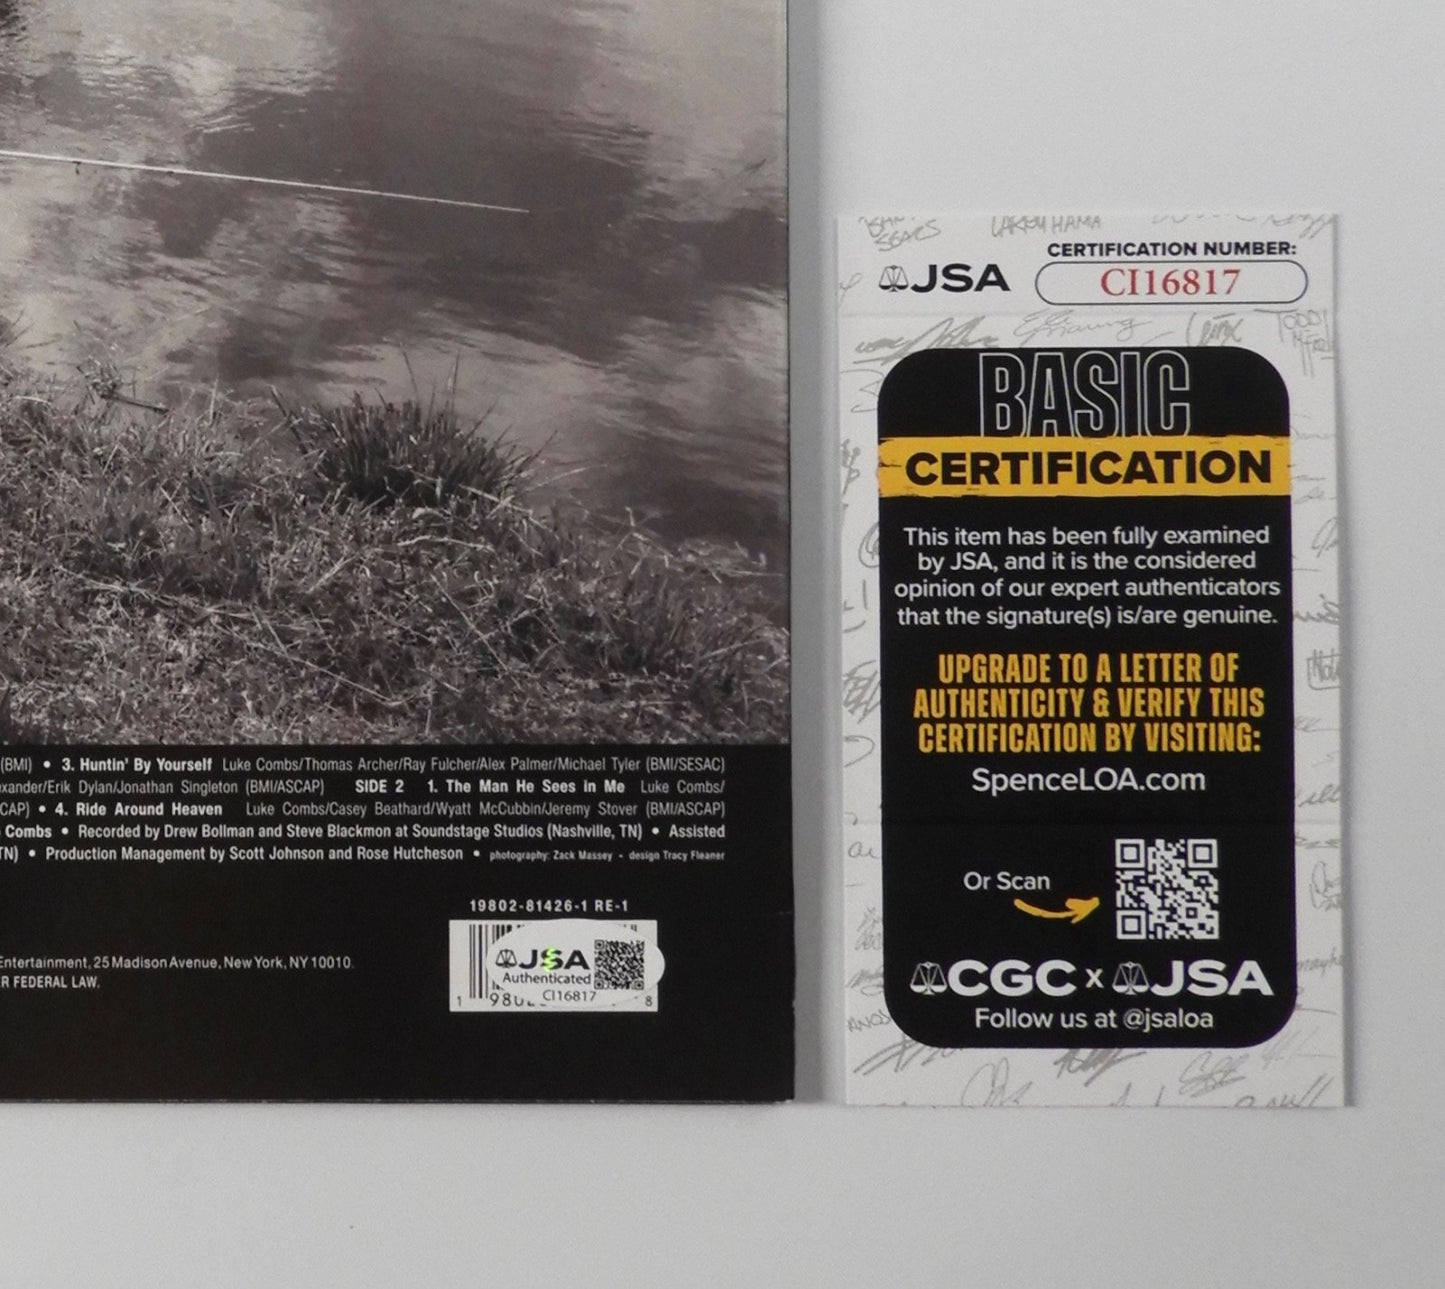 (BMI) • 3. Huntin' By Yourself Luke Combs/Thomas Archer/Ray Fulcher/Alex Palmer/Michael Tyler (BMI/SESAC)
xander/Erik Dylan/Jonathan Singleton (BMI/ASCAP) SIDE 2 1. The Man He Sees in Me Luke Combs/
CAP) • 4. Ride Around Heaven Luke Combs/Casey Beathard/Wyatt McCubbin/Jeremy Stover (BMI/ASCAP)
Combs • Recorded by Drew Bollman and Steve Blackmon at Soundstage Studios (Nashville, TN) • Assisted
TN) • Production Management by Scott Johnson and Rose Hutcheson • photography: Zack Massey - design Tracy Fleaner
19802-81426-1 RE-1
Entertainment, 25 Madison Avenue, New York, NY 10010.
R FEDERAL LAW.
JSA
Authenticated
CI16817
1 980 8
LARRY HAMA
JSA
CERTIFICATION NUMBER:
CI16817
BASIC
CERTIFICATION
This item has been fully examined
by JSA, and it is the considered
opinion of our expert authenticators
that the signature(s) is/are genuine.
UPGRADE TO A LETTER OF
AUTHENTICITY & VERIFY THIS
CERTIFICATION BY VISITING:
SpenceLOA.com
Or Scan
CGC x JSA
Follow us at @jsaloa